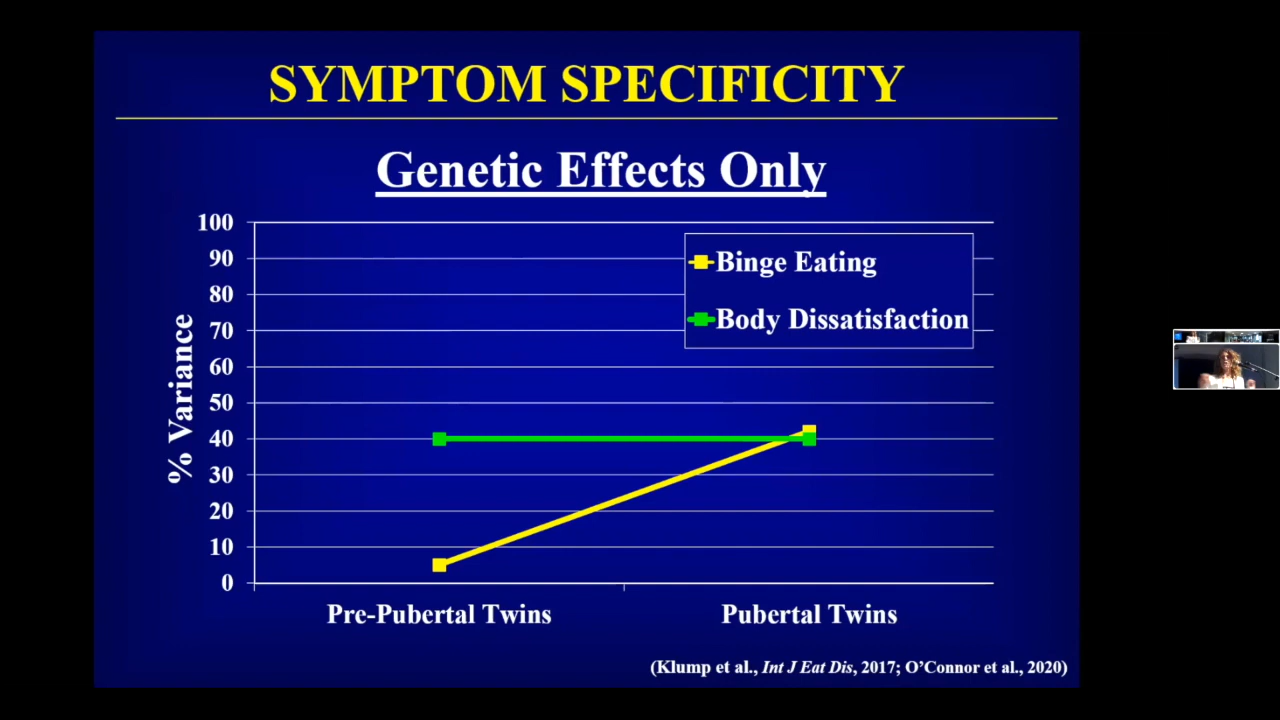 SYMPTOM SPECIFICITY
Genetic Effects Only
100
90
80
70
60
50
40
30
20
10
0
% Variance
Binge Eating
Body Dissatisfaction
Pre-Pubertal Twins
Pubertal Twins
(Klump et al., Int J Eat Dis, 2017; O’Connor et al., 2020)